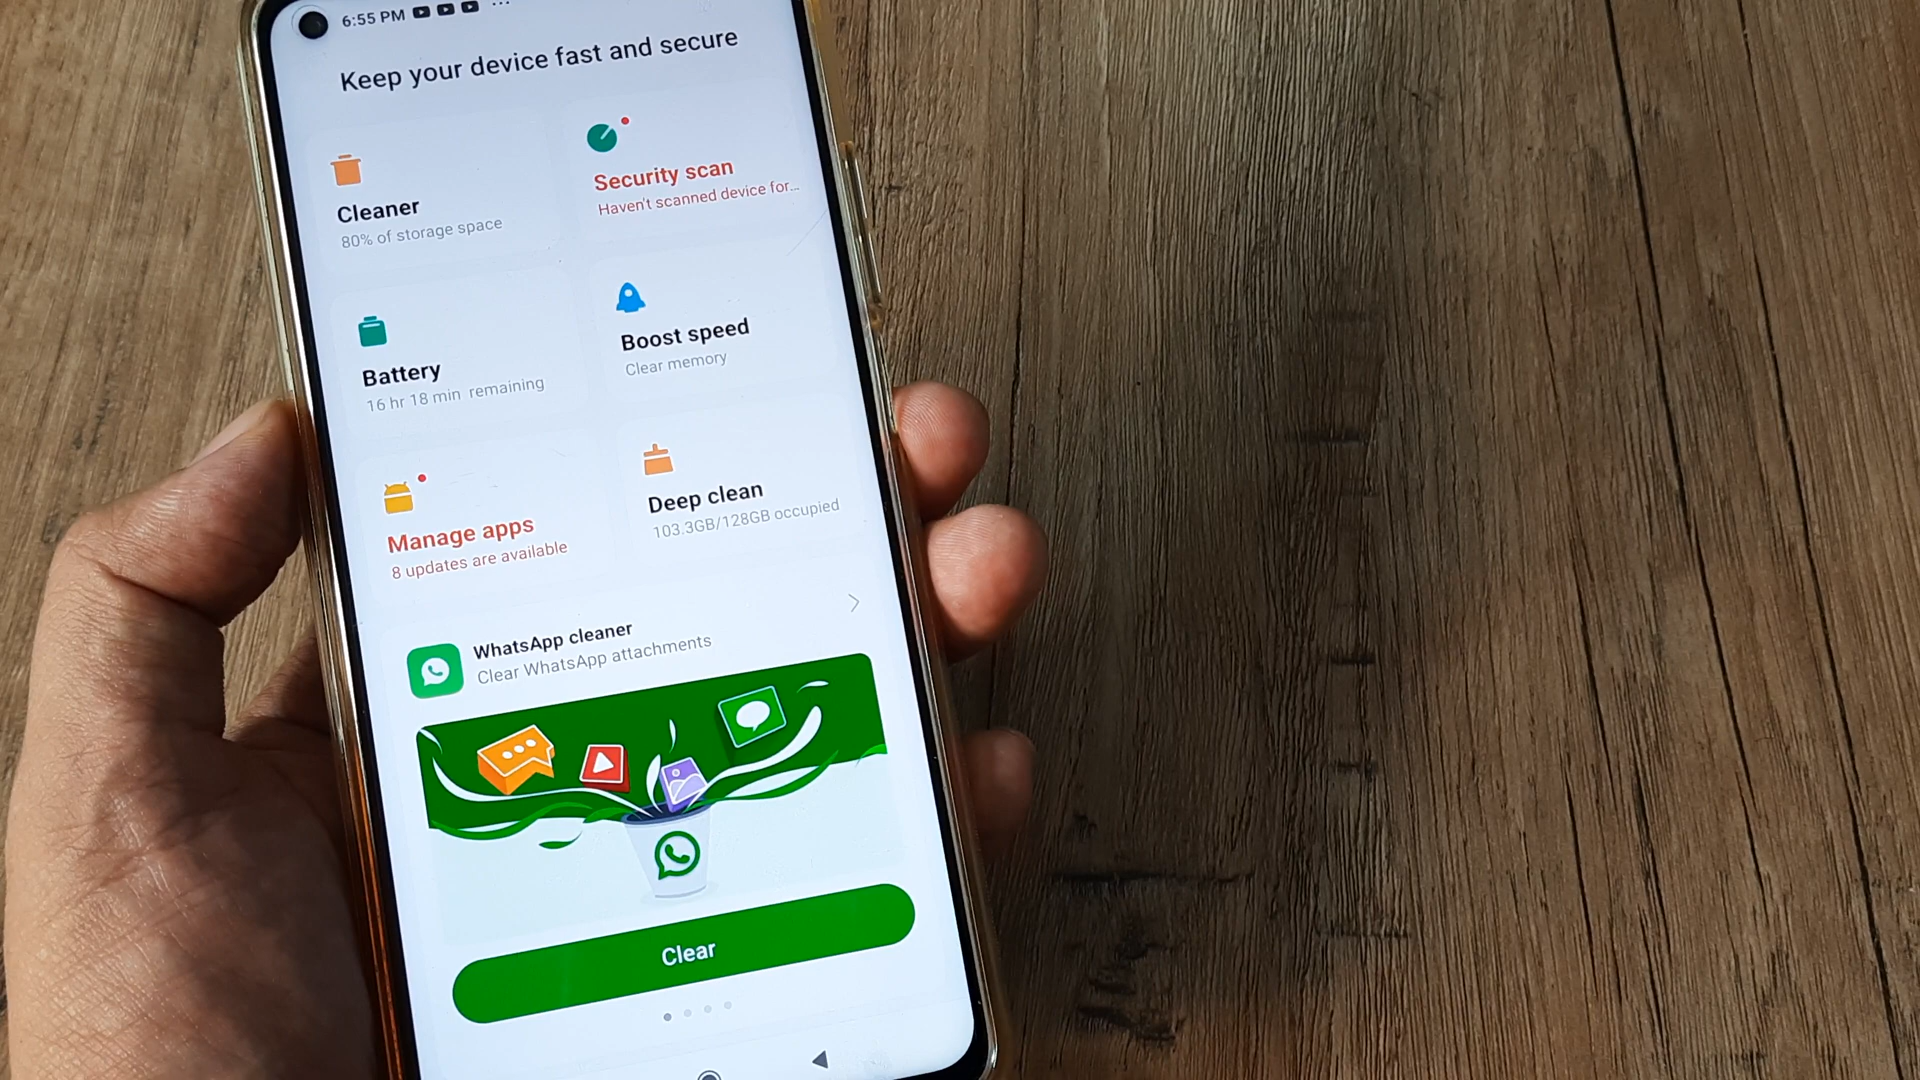 6:55 PM
Keep your device fast and secure
Cleaner
80% of storage space
Security scan
Haven't scanned device for...
Battery
16 hr 18 min remaining
Boost speed
Clear memory
Manage apps
8 updates are available
Deep clean
103.3GB/128GB occupied
WhatsApp cleaner
Clear WhatsApp attachments
Clear